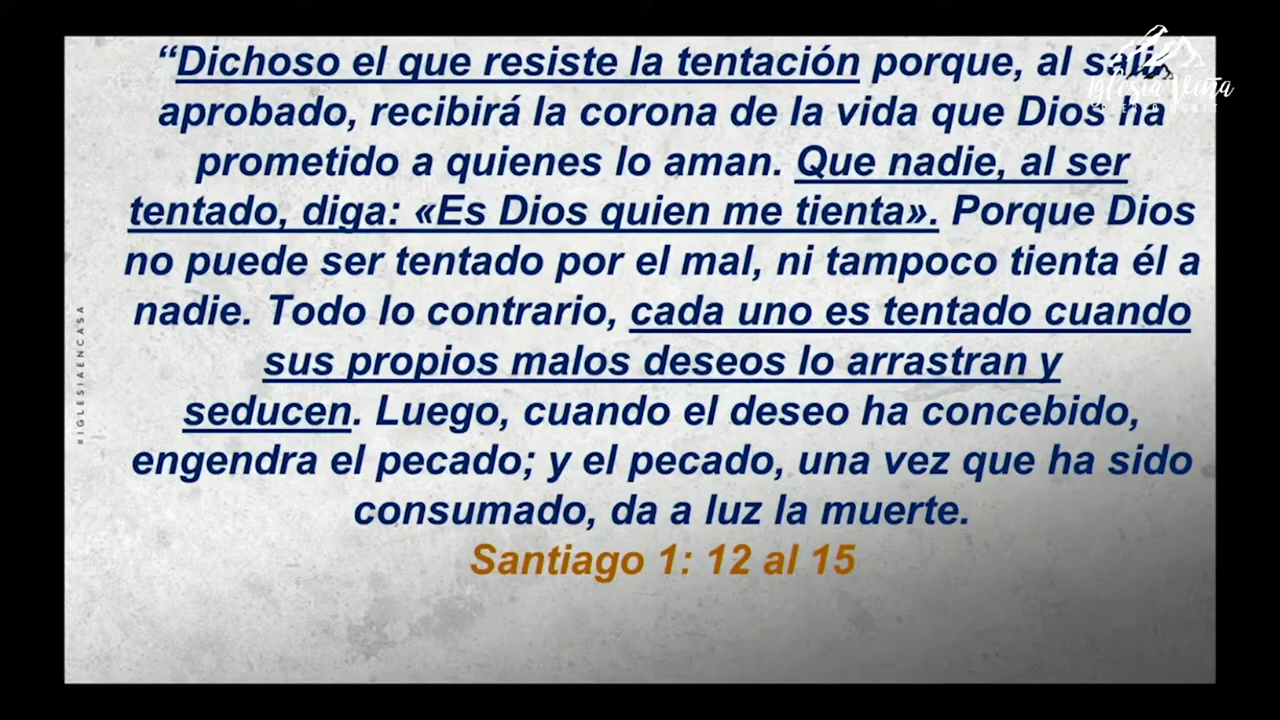 “Dichoso el que resiste la tentación porque, al salir
aprobado, recibirá la corona de la vida que Dios ha
prometido a quienes lo aman. Que nadie, al ser
tentado, diga: «Es Dios quien me tienta». Porque Dios
no puede ser tentado por el mal, ni tampoco tienta él a
nadie. Todo lo contrario, cada uno es tentado cuando
sus propios malos deseos lo arrastran y
seducen. Luego, cuando el deseo ha concebido,
engendra el pecado; y el pecado, una vez que ha sido
consumado, da a luz la muerte.
Santiago 1: 12 al 15
#IGLESIAENCASA
Iglesia Viña